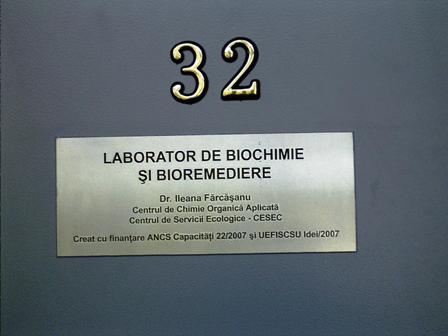 32
LABORATOR DE BIOCHIMIE
ŞI BIOREMEDIERE
Dr. Ileana Fărcăşanu
Centrul de Chimie Organică Aplicată
Centrul de Servicii Ecologice - CESEC
Creat cu finanţare ANCS Capacităţi 22/2007 şi UEFISCSU Idei/2007